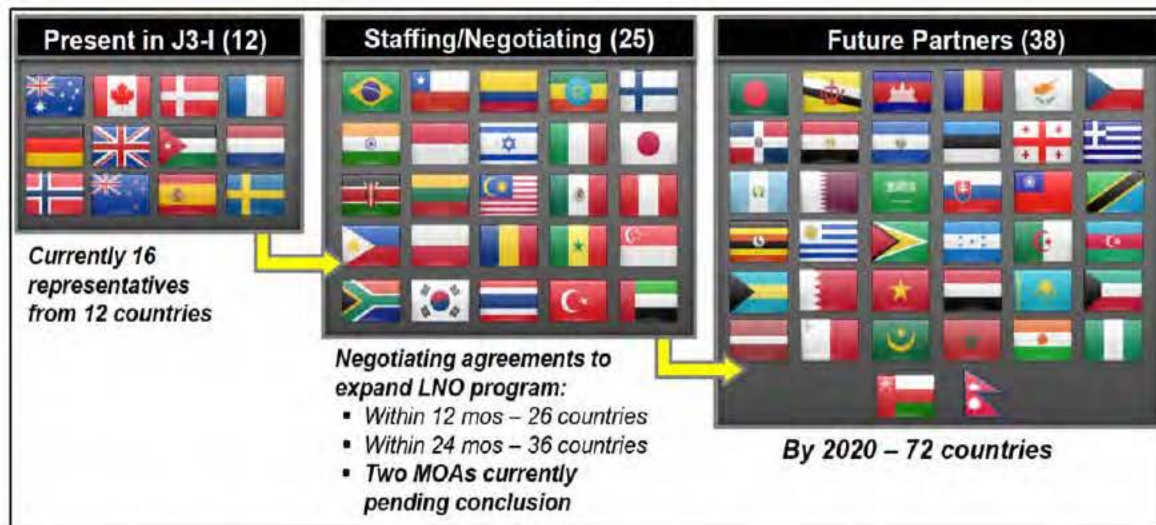 Present in J3-I (12)
Currently 16
representatives
from 12 countries
Staffing/Negotiating (25)
Negotiating agreements to
expand LNO program:
▪ Within 12 mos – 26 countries
▪ Within 24 mos – 36 countries
▪ Two MOAs currently
pending conclusion
Future Partners (38)
By 2020 – 72 countries